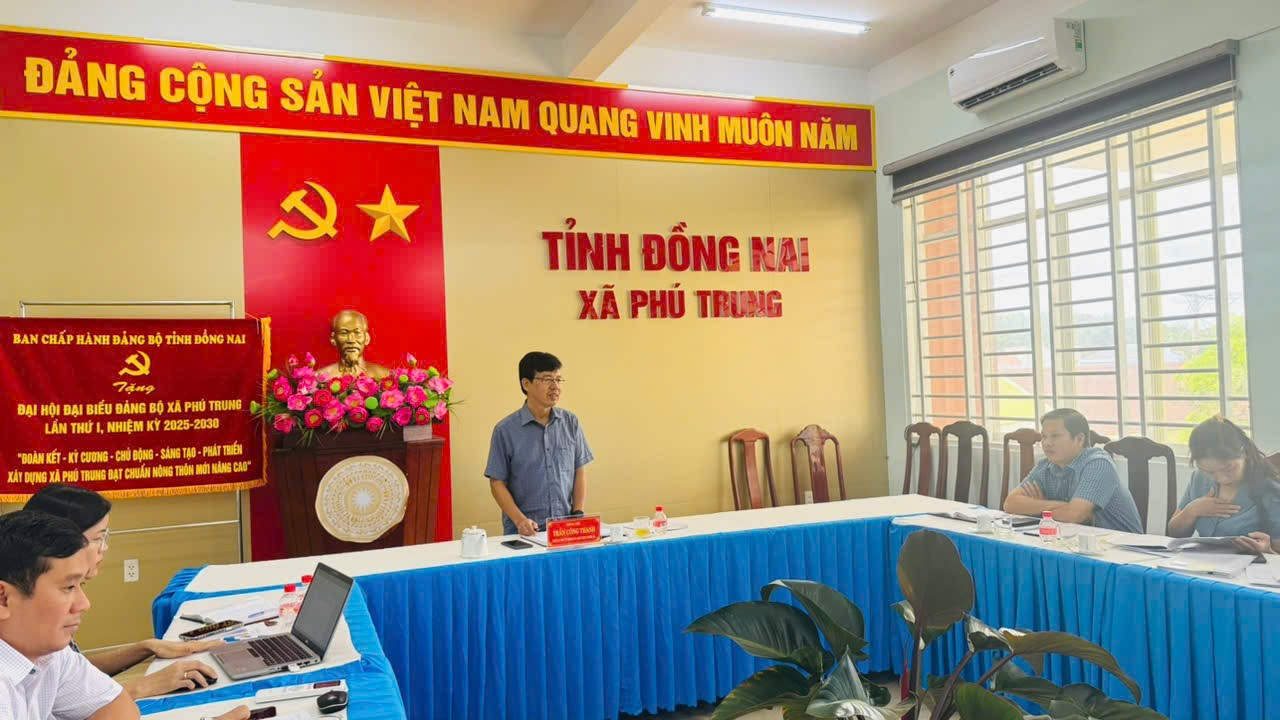 ĐẢNG CỘNG SẢN VIỆT NAM QUANG VINH MUÔN NĂM
TỈNH ĐỒNG NAI
XÃ PHÚ TRUNG
BAN CHẤP HÀNH ĐẢNG BỘ TỈNH ĐỒNG NAI
Tặng
ĐẠI HỘI ĐẠI BIỂU ĐẢNG BỘ XÃ PHÚ TRUNG
LẦN THỨ I, NHIỆM KỲ 2025-2030
"ĐOÀN KẾT - KỶ CƯƠNG - CHỦ ĐỘNG - SÁNG TẠO - PHÁT TRIỂN
XÂY DỰNG XÃ PHÚ TRUNG ĐẠT CHUẨN NÔNG THÔN MỚI NÂNG CAO"
TRẦN CÔNG THANH